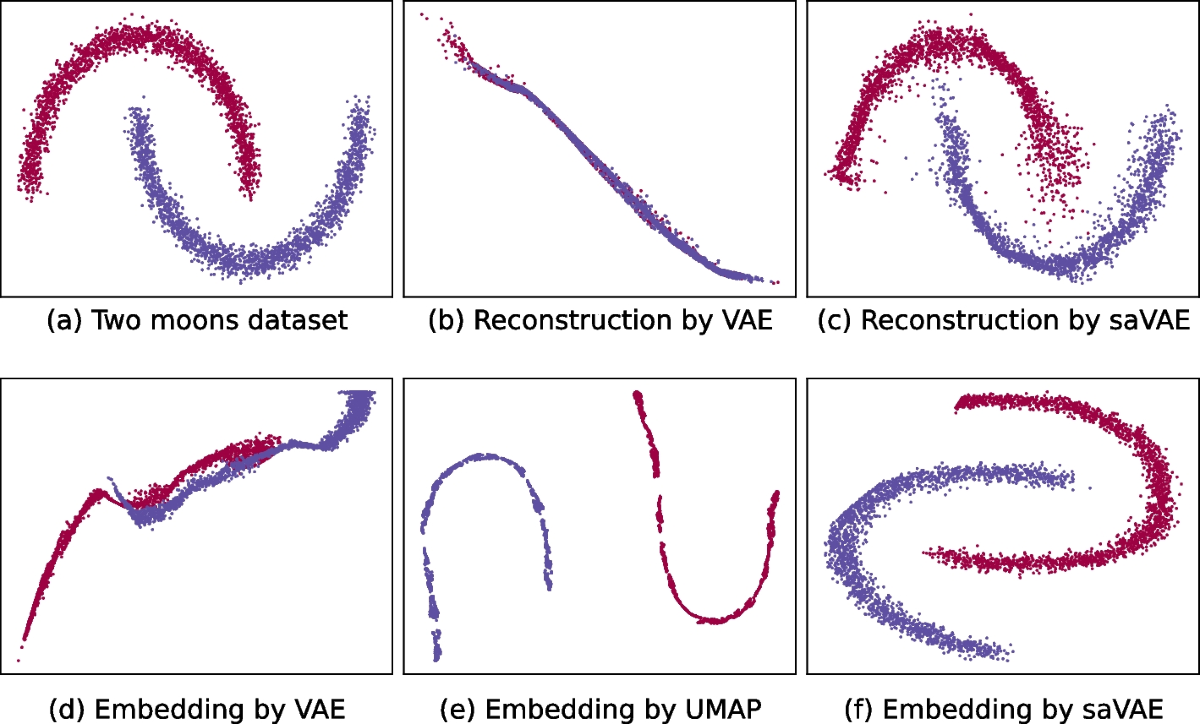 (a) Two moons dataset
(b) Reconstruction by VAE
(c) Reconstruction by saVAE
(d) Embedding by VAE
(e) Embedding by UMAP
(f) Embedding by saVAE